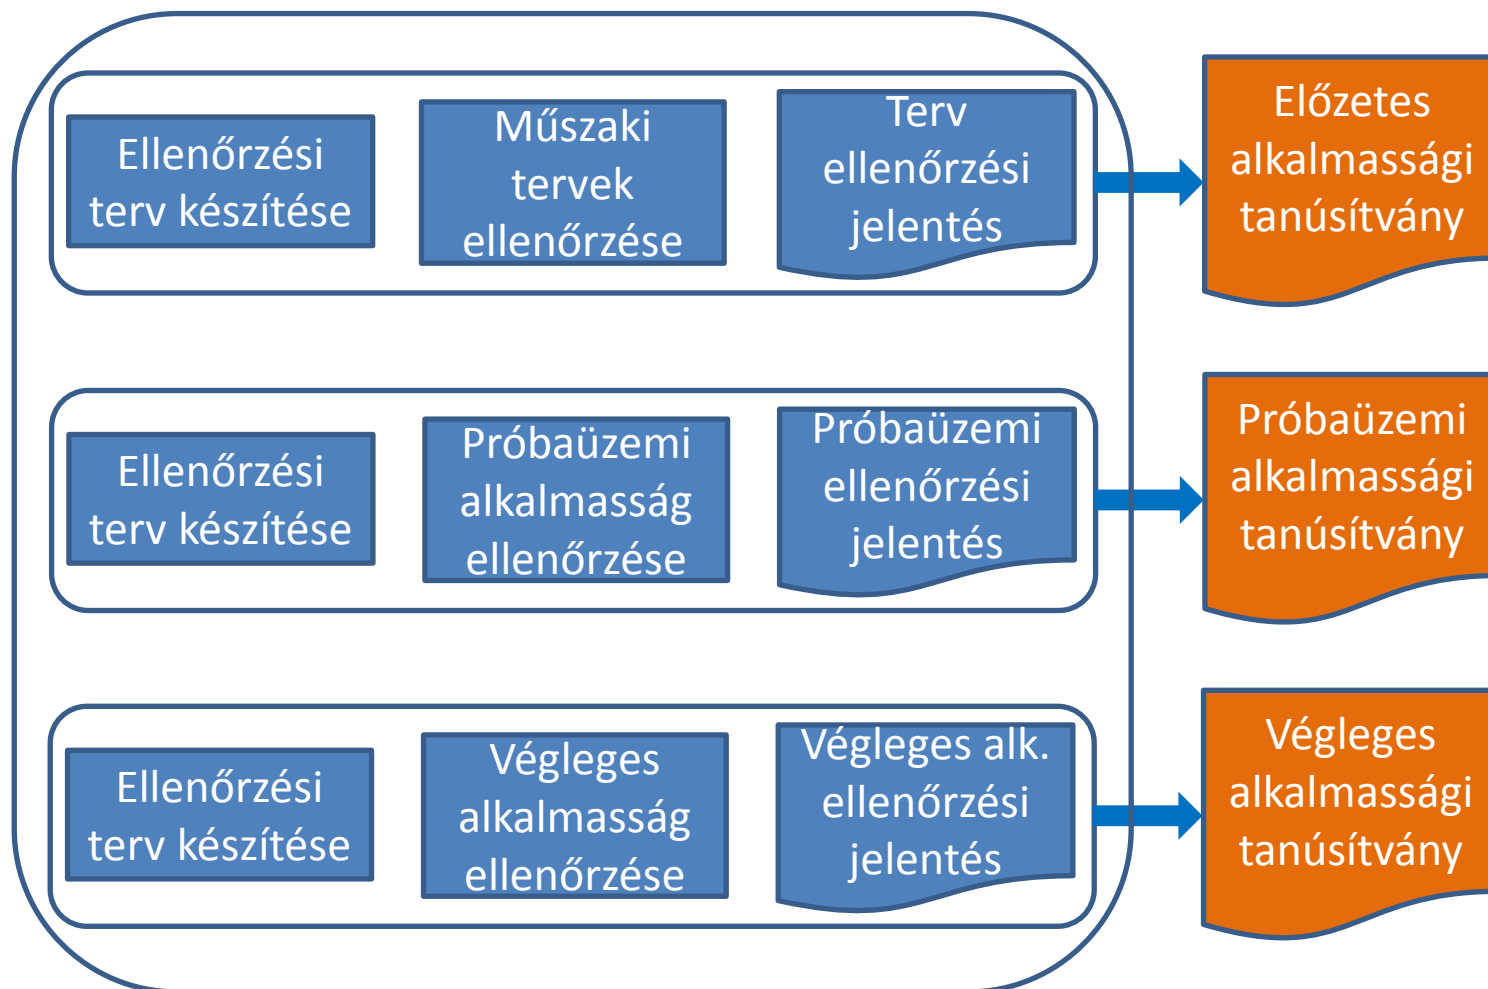 Ellenőrzési
terv készítése
Műszaki
tervek
ellenőrzése
Terv
ellenőrzési
jelentés
Előzetes
alkalmassági
tanúsítvány
Ellenőrzési
terv készítése
Próbaüzemi
alkalmasság
ellenőrzése
Próbaüzemi
ellenőrzési
jelentés
Próbaüzemi
alkalmassági
tanúsítvány
Ellenőrzési
terv készítése
Végleges
alkalmasság
ellenőrzése
Végleges alk.
ellenőrzési
jelentés
Végleges
alkalmassági
tanúsítvány